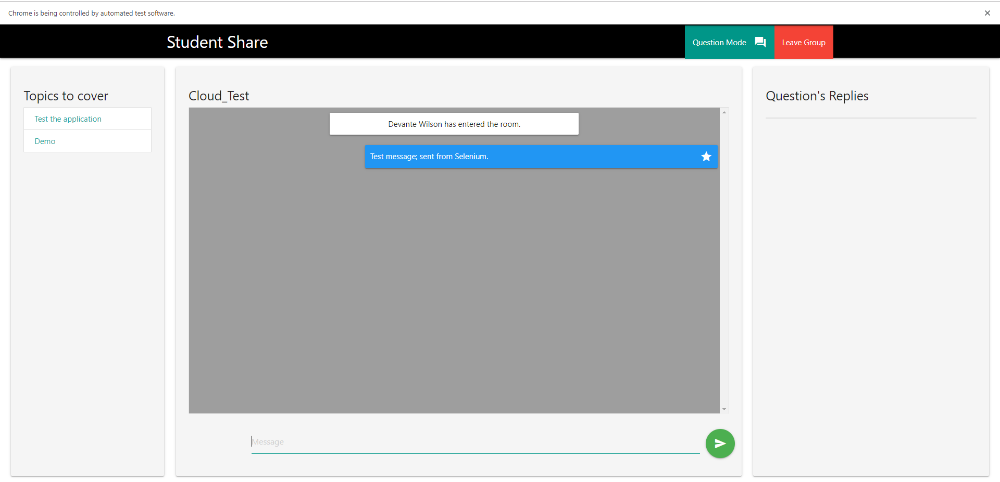 Chrome is being controlled by automated test software.
Student Share
Question Mode
Leave Group
Topics to cover
Test the application
Demo
Cloud_Test
Devante Wilson has entered the room.
Test message; sent from Selenium.
Message
Question's Replies